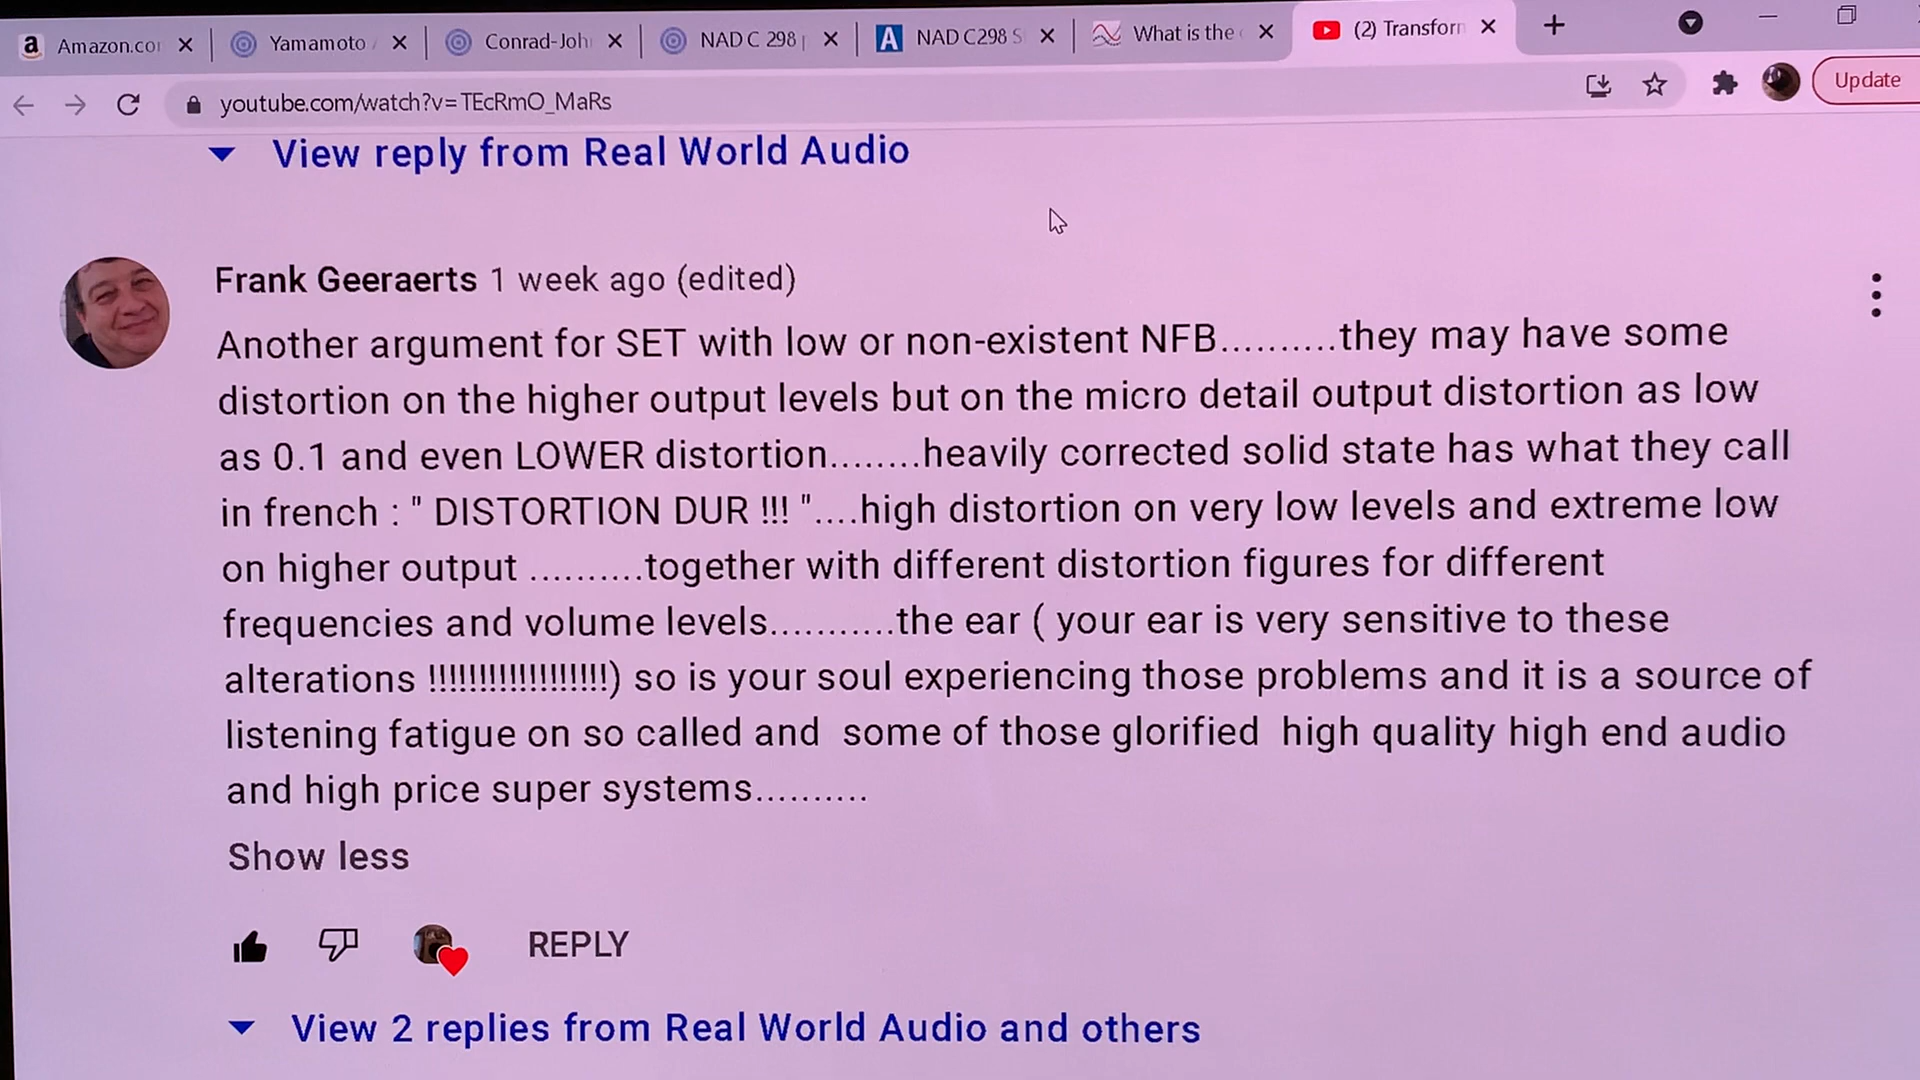 Amazon.co
Yamamoto
Conrad-Joh
NAD C 298
NAD C298 S
What is the
(2) Transforn
youtube.com/watch?v=TEcRmO_MaRs
Update
View reply from Real World Audio
Frank Geeraerts 1 week ago (edited)
Another argument for SET with low or non-existent NFB..........they may have some
distortion on the higher output levels but on the micro detail output distortion as low
as 0.1 and even LOWER distortion........heavily corrected solid state has what they call
in french : " DISTORTION DUR !!! "....high distortion on very low levels and extreme low
on higher output ..........together with different distortion figures for different
frequencies and volume levels...........the ear ( your ear is very sensitive to these
alterations !!!!!!!!!!!!!!!!!!!) so is your soul experiencing those problems and it is a source of
listening fatigue on so called and  some of those glorified  high quality high end audio
and high price super systems..........
Show less
REPLY
View 2 replies from Real World Audio and others